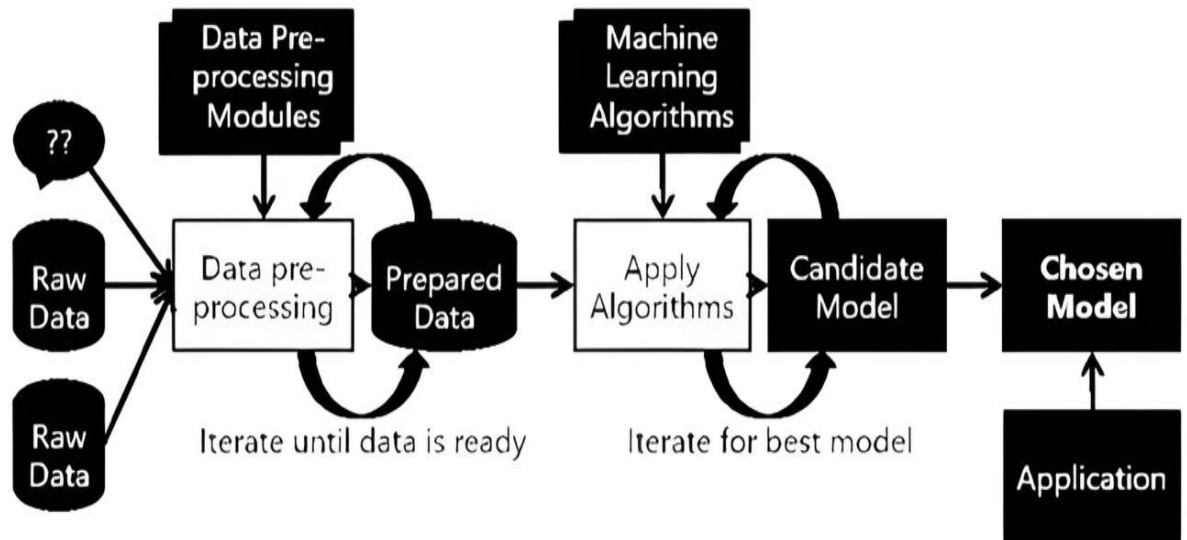 Data Pre-
processing
Modules
Machine
Learning
Algorithms
??
Raw
Data
Data pre-
processing
Prepared
Data
Apply
Algorithms
Candidate
Model
Chosen
Model
Raw
Data
Iterate until data is ready
Iterate for best model
Application